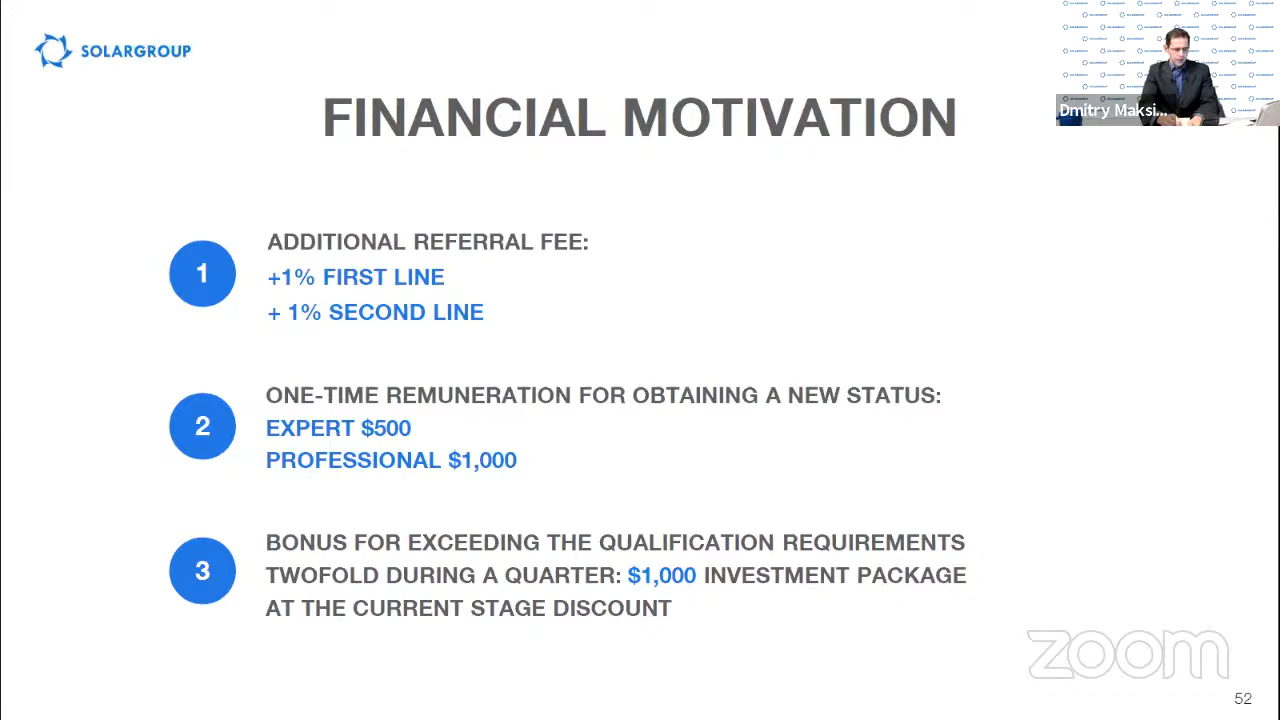 SOLARGROUP
Dmitry Maksi...
FINANCIAL MOTIVATION
1
ADDITIONAL REFERRAL FEE:
+1% FIRST LINE
+ 1% SECOND LINE
2
ONE-TIME REMUNERATION FOR OBTAINING A NEW STATUS:
EXPERT $500
PROFESSIONAL $1,000
3
BONUS FOR EXCEEDING THE QUALIFICATION REQUIREMENTS
TWOFOLD DURING A QUARTER: $1,000 INVESTMENT PACKAGE
AT THE CURRENT STAGE DISCOUNT
zoom
52